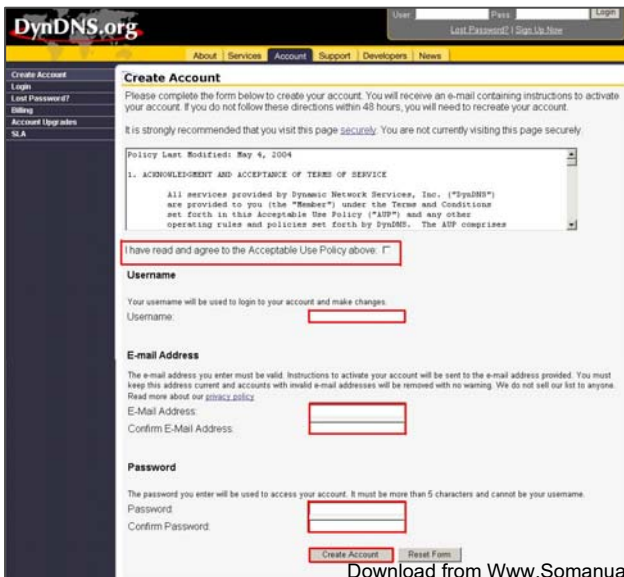 DynDNS.org
User: Pass: Login
Lost Password? | Sign Up Now
About Services Account Support Developers News
Create Account
Login
Lost Password?
Billing
Account Upgrades
SLA
Create Account
Please complete the form below to create your account. You will receive an e-mail containing instructions to activate
your account. If you do not follow these directions within 48 hours, you will need to recreate your account.
It is strongly recommended that you visit this page securely. You are not currently visiting this page securely.
Policy Last Modified: May 4, 2004
1. ACKNOWLEDGMENT AND ACCEPTANCE OF TERMS OF SERVICE
All services provided by Dynamic Network Services, Inc. ("DynDNS")
are provided to you (the "Member") under the Terms and Conditions
set forth in this Acceptable Use Policy ("AUP") and any other
operating rules and policies set forth by DynDNS. The AUP comprises
I have read and agree to the Acceptable Use Policy above:
Username
Your username will be used to login to your account and make changes.
Username:
E-mail Address
The e-mail address you enter must be valid. Instructions to activate your account will be sent to the e-mail address provided. You must
keep this address current and accounts with invalid e-mail addresses will be removed with no warning. We do not sell our list to anyone.
Read more about our privacy policy
E-Mail Address:
Confirm E-Mail Address:
Password
The password you enter will be used to access your account. It must be more than 5 characters and cannot be your username.
Password:
Confirm Password:
Create Account Reset Form
Download from Www.Somanua